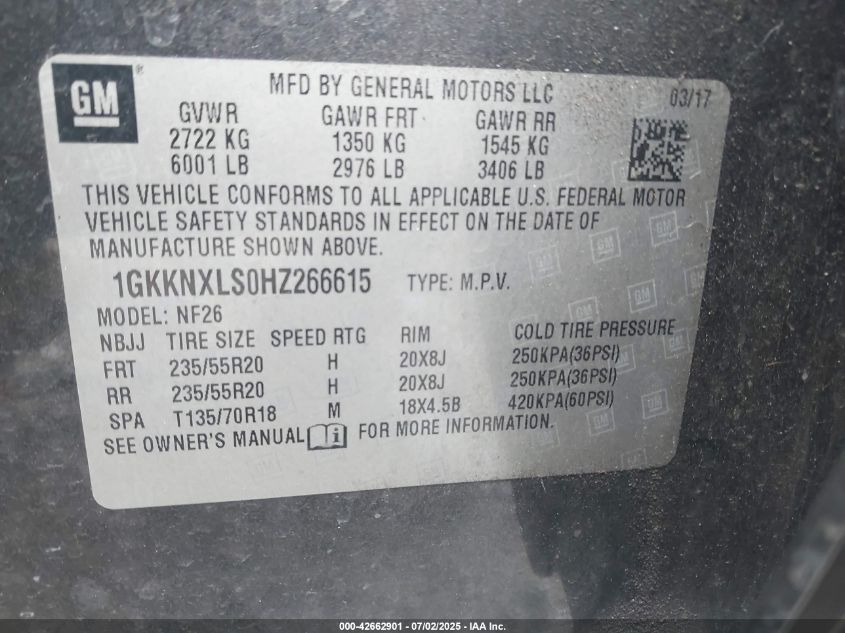 GM®
MFD BY GENERAL MOTORS LLC 03/17
GVWR GAWR FRT GAWR RR
2722 KG 1350 KG 1545 KG
6001 LB 2976 LB 3406 LB
THIS VEHICLE CONFORMS TO ALL APPLICABLE U.S. FEDERAL MOTOR
VEHICLE SAFETY STANDARDS IN EFFECT ON THE DATE OF
MANUFACTURE SHOWN ABOVE.
1GKKNXLS0HZ266615 TYPE: M.P.V.
MODEL: NF26
NBJJ TIRE SIZE SPEED RTG RIM COLD TIRE PRESSURE
FRT 235/55R20 H 20X8J 250KPA(36PSI)
RR 235/55R20 H 20X8J 250KPA(36PSI)
SPA T135/70R18 M 18X4.5B 420KPA(60PSI)
SEE OWNER'S MANUAL i FOR MORE INFORMATION.
000-42662901 - 07/02/2025 - IAA Inc.